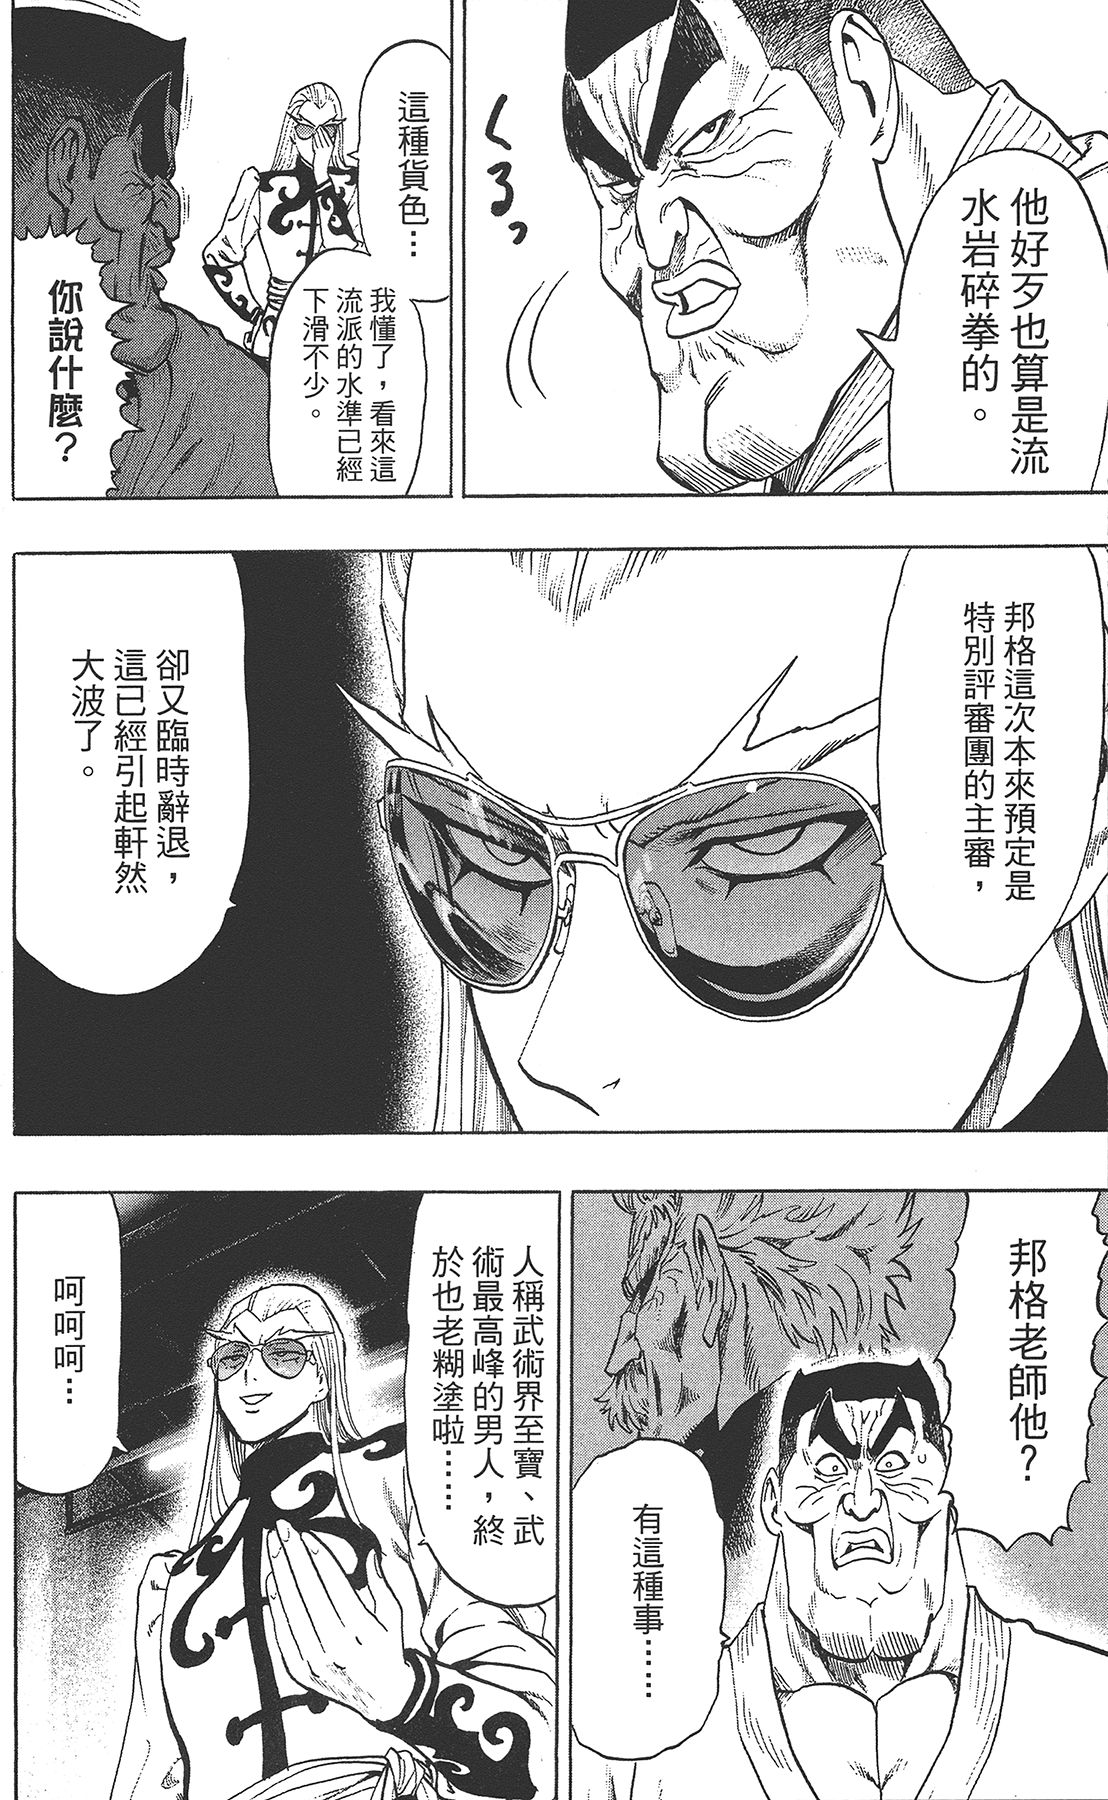 他好歹也算是流
水岩碎拳的。
くるっ
這種貨色…
我懂了，看來這
流派的水準已經
下滑不少。
你說什麼？
邦格這次本來預定是
特別評審團的主審，
卻又臨時辭退，
這已經引起軒然
大波了。
邦格老師他？
有這種事……
人稱武術界至寶、武
術最高峰的男人，終
於也老糊塗啦……
呵呵呵…